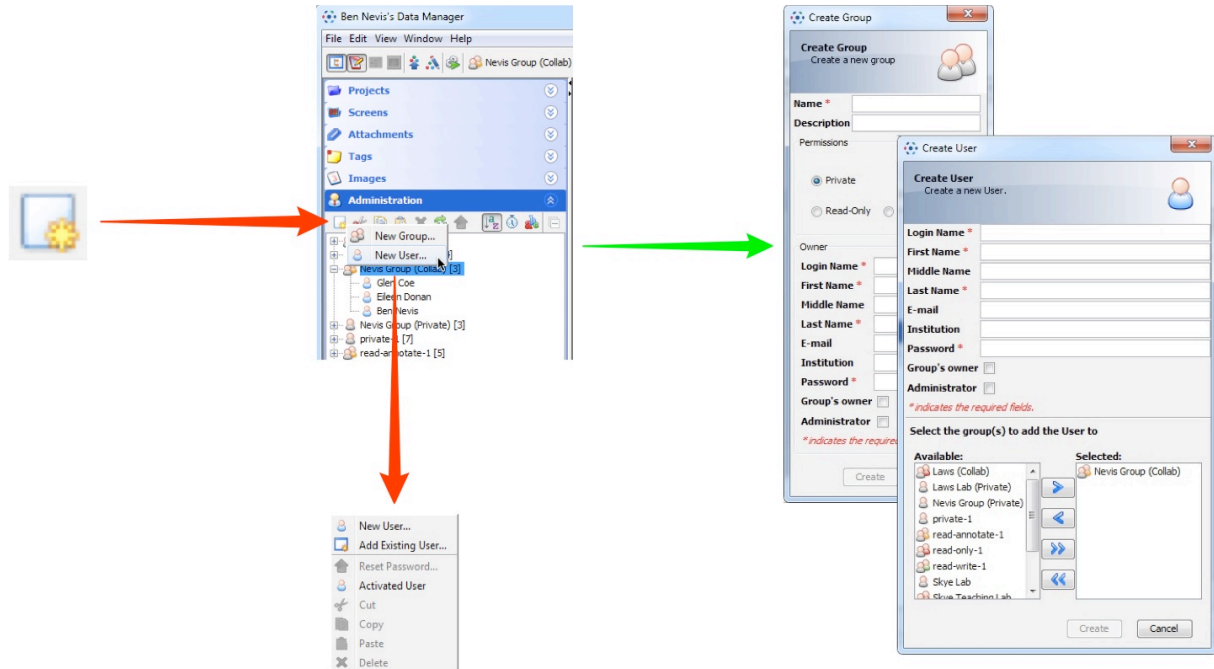 Ben Nevis's Data Manager
File Edit View Window Help
Nevis Group (Collab)
Projects
Screens
Attachments
Tags
Images
Administration
New Group...
New User...
Nevis Group (Collab) [3]
Glen Coe
Eileen Donan
Ben Nevis
Nevis Group (Private) [3]
private-1 [7]
read-annotate-1 [5]
New User...
Add Existing User...
Reset Password...
Activated User
Cut
Copy
Paste
Delete
Create Group
Create Group
Create a new group
Name *
Description
Permissions
Private
Read-Only
Owner
Login Name *
First Name *
Middle Name
Last Name *
E-mail
Institution
Password *
Group's owner
Administrator
* indicates the required
Create
Create User
Create User
Create a new User.
Login Name *
First Name *
Middle Name
Last Name *
E-mail
Institution
Password *
Group's owner
Administrator
* indicates the required fields.
Select the group(s) to add the User to
Available:
Laws (Collab)
Laws Lab (Private)
Nevis Group (Private)
private-1
read-annotate-1
read-only-1
read-write-1
Skye Lab
Skye Teaching Lab
Selected:
Nevis Group (Collab)
Create Cancel